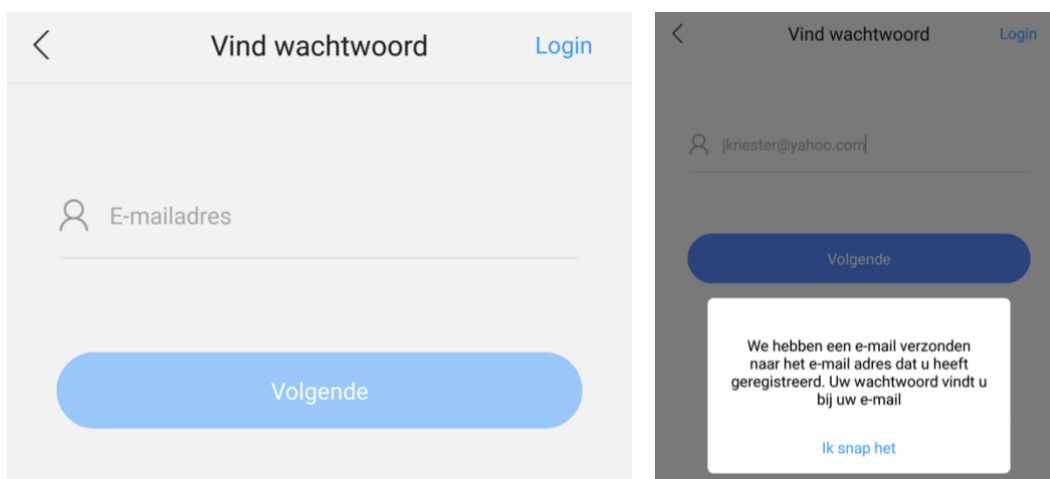 Vind wachtwoord
Login
E-mailadres
Volgende
Vind wachtwoord
Login
jkriester@yahoo.com
Volgende
We hebben een e-mail verzonden
naar het e-mail adres dat u heeft
geregistreerd. Uw wachtwoord vindt u
bij uw e-mail
Ik snap het